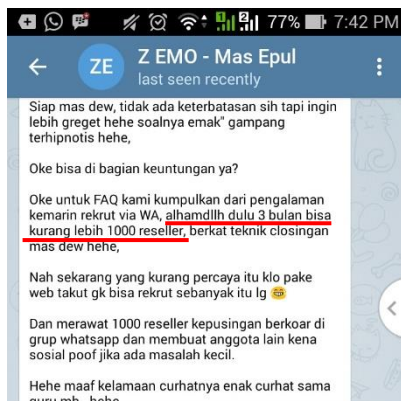 77% 7:42 PM
ZE
Z EMO - Mas Epul
last seen recently
Siap mas dew, tidak ada keterbatasan sih tapi ingin
lebih greget hehe soalnya emak" gampang
terhipnotis hehe,
Oke bisa di bagian keuntungan ya?
Oke untuk FAQ kami kumpulkan dari pengalaman
kemarin rekrut via WA, alhamdllh dulu 3 bulan bisa
kurang lebih 1000 reseller, berkat teknik closingan
mas dew hehe,
Nah sekarang yang kurang percaya itu klo pake
web takut gk bisa rekrut sebanyak itu lg
Dan merawat 1000 reseller kepusingan berkoar di
grup whatsapp dan membuat anggota lain kena
sosial poof jika ada masalah kecil.
Hehe maaf kelamaan curhatnya enak curhat sama